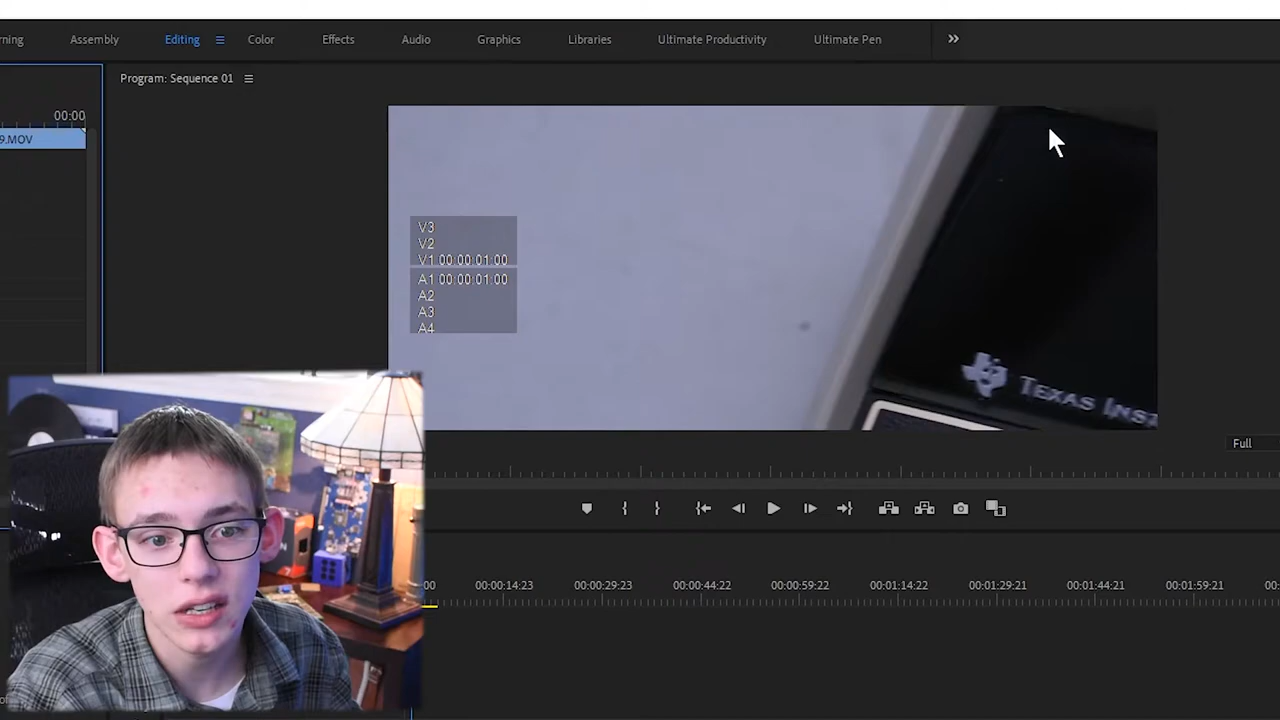 rning Assembly Editing Color Effects Audio Graphics Libraries Ultimate Productivity Ultimate Pen
Program: Sequence 01
00:00
9.MOV
V3
V2
V1 00:00:01:00
A1 00:00:01:00
A2
A3
A4
TEXAS INST
Full
00 00:00:14:23 00:00:29:23 00:00:44:22 00:00:59:22 00:01:14:22 00:01:29:21 00:01:44:21 00:01:59:21 00: